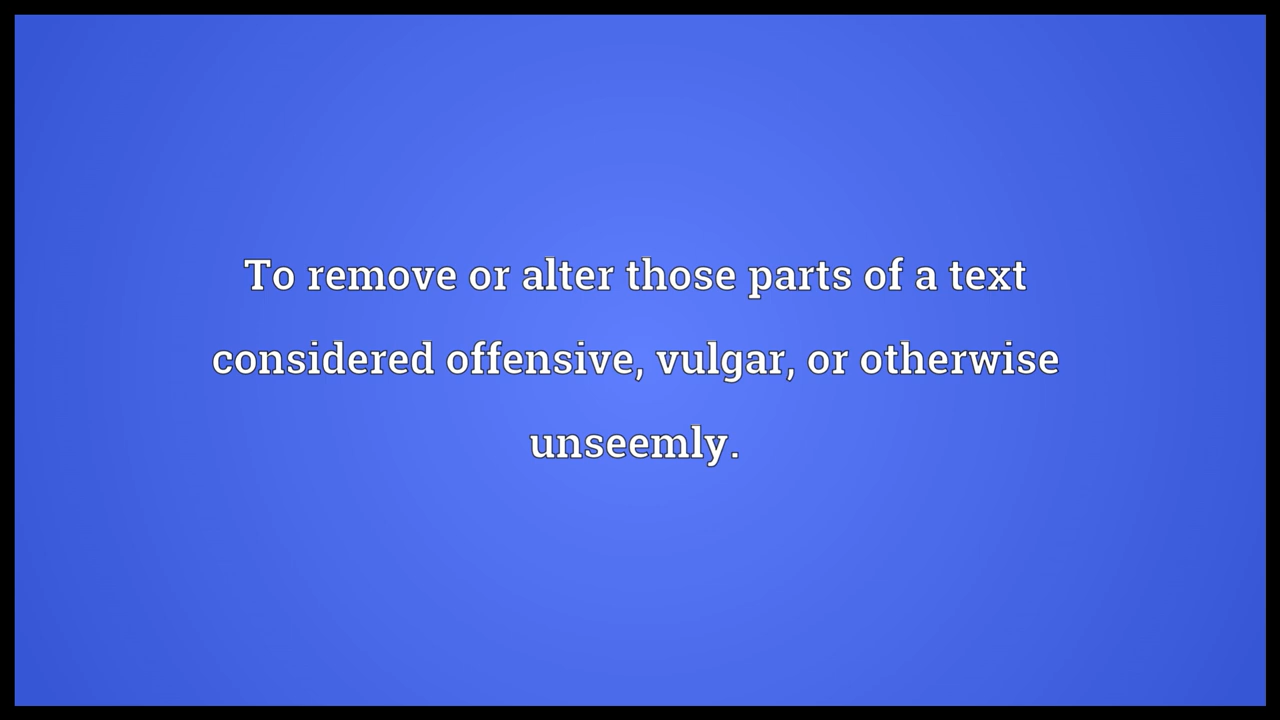 To remove or alter those parts of a text
considered offensive, vulgar, or otherwise
unseemly.